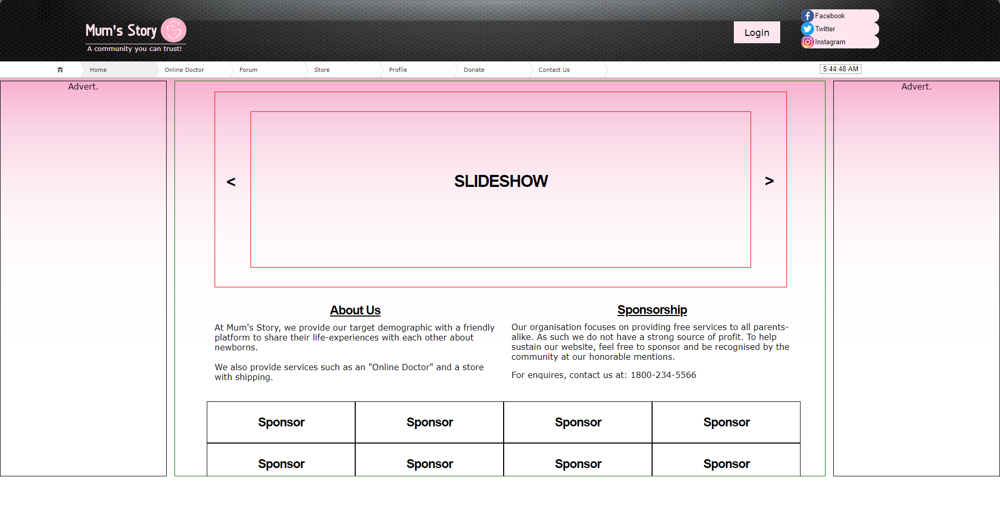 Mum's Story
A community you can trust!
Login
Facebook
Twitter
Instagram
Home
Online Doctor
Forum
Store
Profile
Donate
Contact Us
5:44:48 AM
Advert.
<
SLIDESHOW
>
Advert.
About Us
At Mum's Story, we provide our target demographic with a friendly
platform to share their life-experiences with each other about
newborns.
We also provide services such as an "Online Doctor" and a store
with shipping.
Sponsorship
Our organisation focuses on providing free services to all parents-
alike. As such we do not have a strong source of profit. To help
sustain our website, feel free to sponsor and be recognised by the
community at our honorable mentions.
For enquires, contact us at: 1800-234-5566
Sponsor
Sponsor
Sponsor
Sponsor
Sponsor
Sponsor
Sponsor
Sponsor